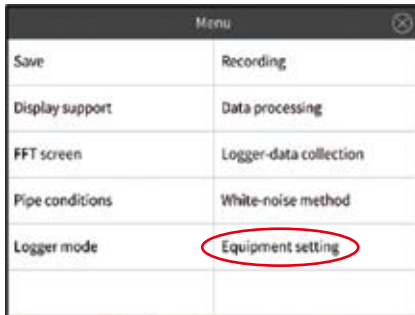 Menu
Save Recording
Display support Data processing
FFT screen Logger-data collection
Pipe conditions White-noise method
Logger mode Equipment setting